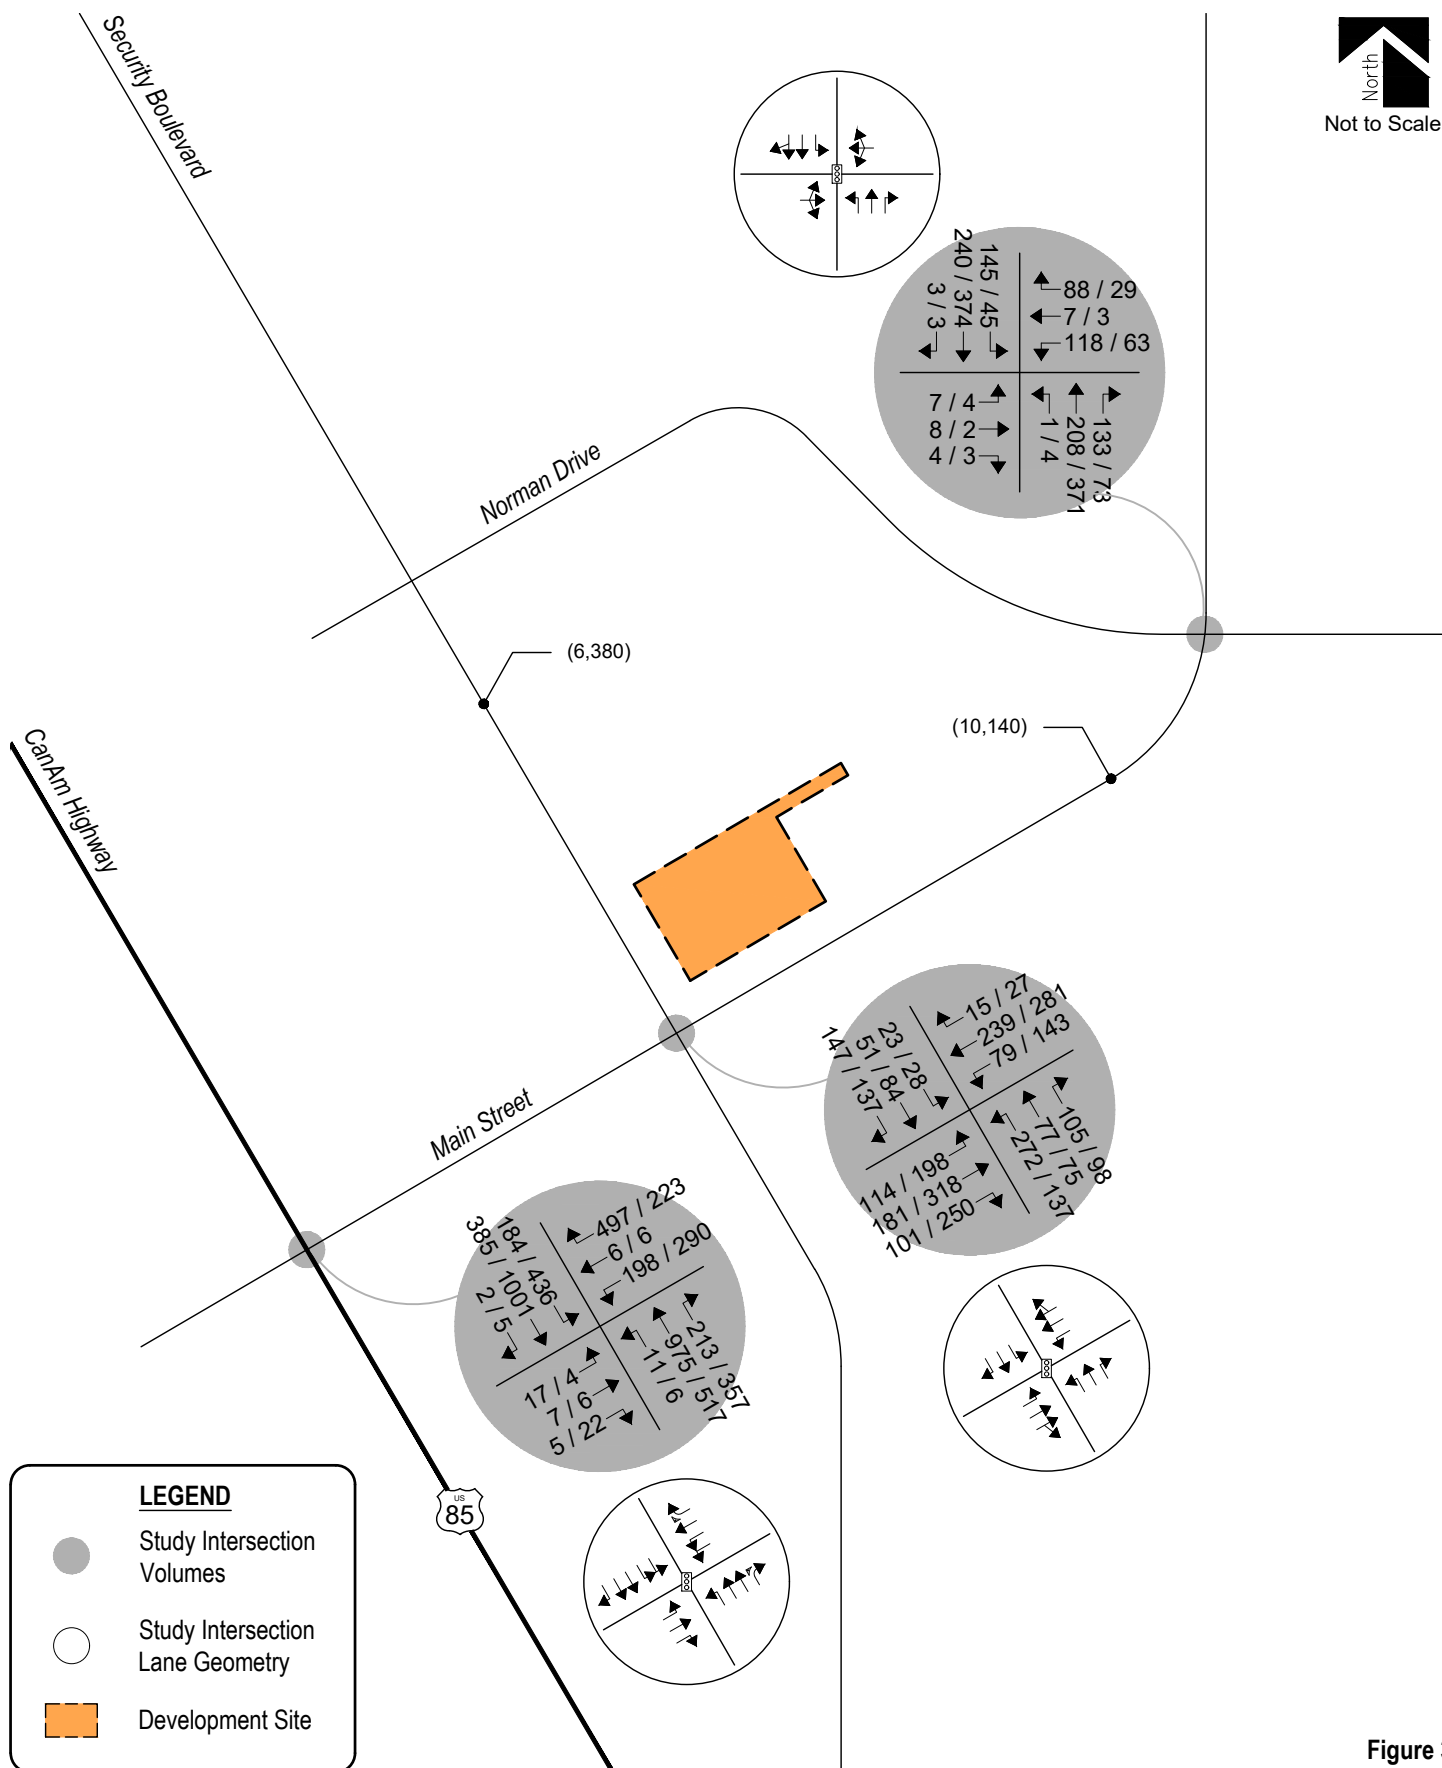 Security Boulevard
North
Not to Scale
145 / 45
240 / 374
3 / 3
88 / 29
7 / 3
118 / 63
7 / 4
8 / 2
4 / 3
133 / 73
208 / 371
1 / 4
Norman Drive
(6,380)
(10,140)
CanAm Highway
15 / 27
239 / 281
79 / 143
23 / 28
51 / 84
147 / 137
114 / 198
181 / 318
101 / 250
105 / 98
77 / 75
272 / 137
Main Street
497 / 223
6 / 6
198 / 290
184 / 436
385 / 1001
2 / 5
17 / 4
7 / 6
5 / 22
213 / 357
975 / 517
11 / 6
US
85
LEGEND
Study Intersection
Volumes
Study Intersection
Lane Geometry
Development Site
Figure